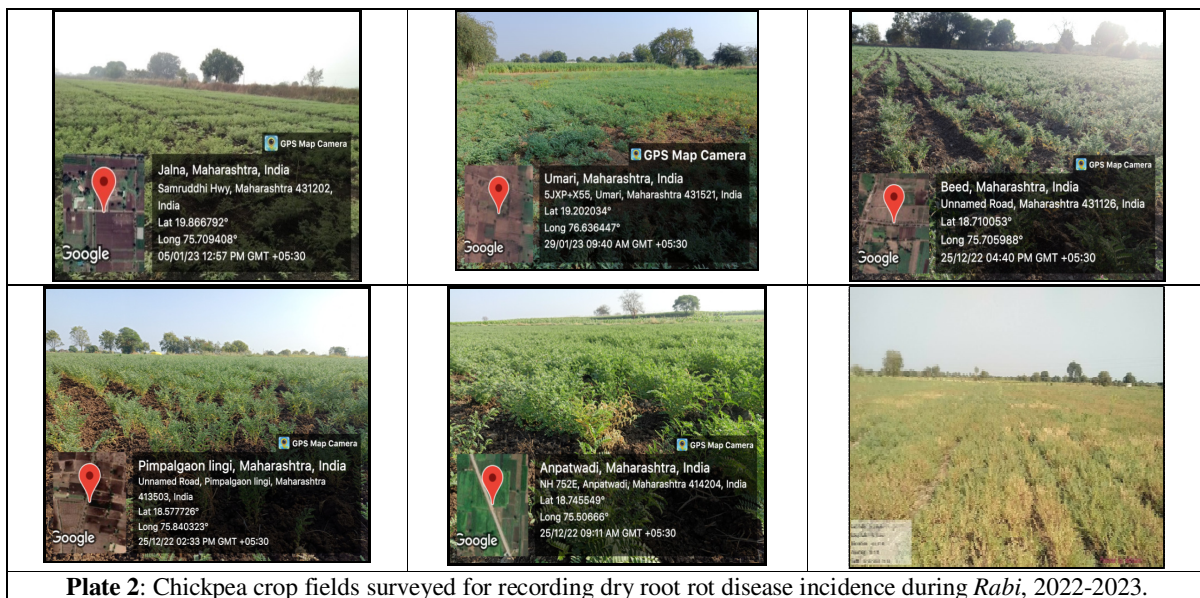 GPS Map Camera
Jalna, Maharashtra, India
Samruddhi Hwy, Maharashtra 431202,
India
Lat 19.866792°
Long 75.709408°
05/01/23 12:57 PM GMT +05:30
Google
GPS Map Camera
Umari, Maharashtra, India
5JXP+X55, Umari, Maharashtra 431521, India
Lat 19.202034°
Long 76.636447°
29/01/23 09:40 AM GMT +05:30
Google
GPS Map Camera
Beed, Maharashtra, India
Unnamed Road, Maharashtra 431126, India
Lat 18.710053°
Long 75.705988°
25/12/22 04:40 PM GMT +05:30
Google
GPS Map Camera
Pimpalgaon lingi, Maharashtra, India
Unnamed Road, Pimpalgaon lingi, Maharashtra
413503, India
Lat 18.577726°
Long 75.840323°
25/12/22 02:33 PM GMT +05:30
Google
GPS Map Camera
Anpatwadi, Maharashtra, India
NH 752E, Anpatwadi, Maharashtra 414204, India
Lat 18.745549°
Long 75.50666°
25/12/22 09:11 AM GMT +05:30
Google
Plate 2: Chickpea crop fields surveyed for recording dry root rot disease incidence during Rabi, 2022-2023.